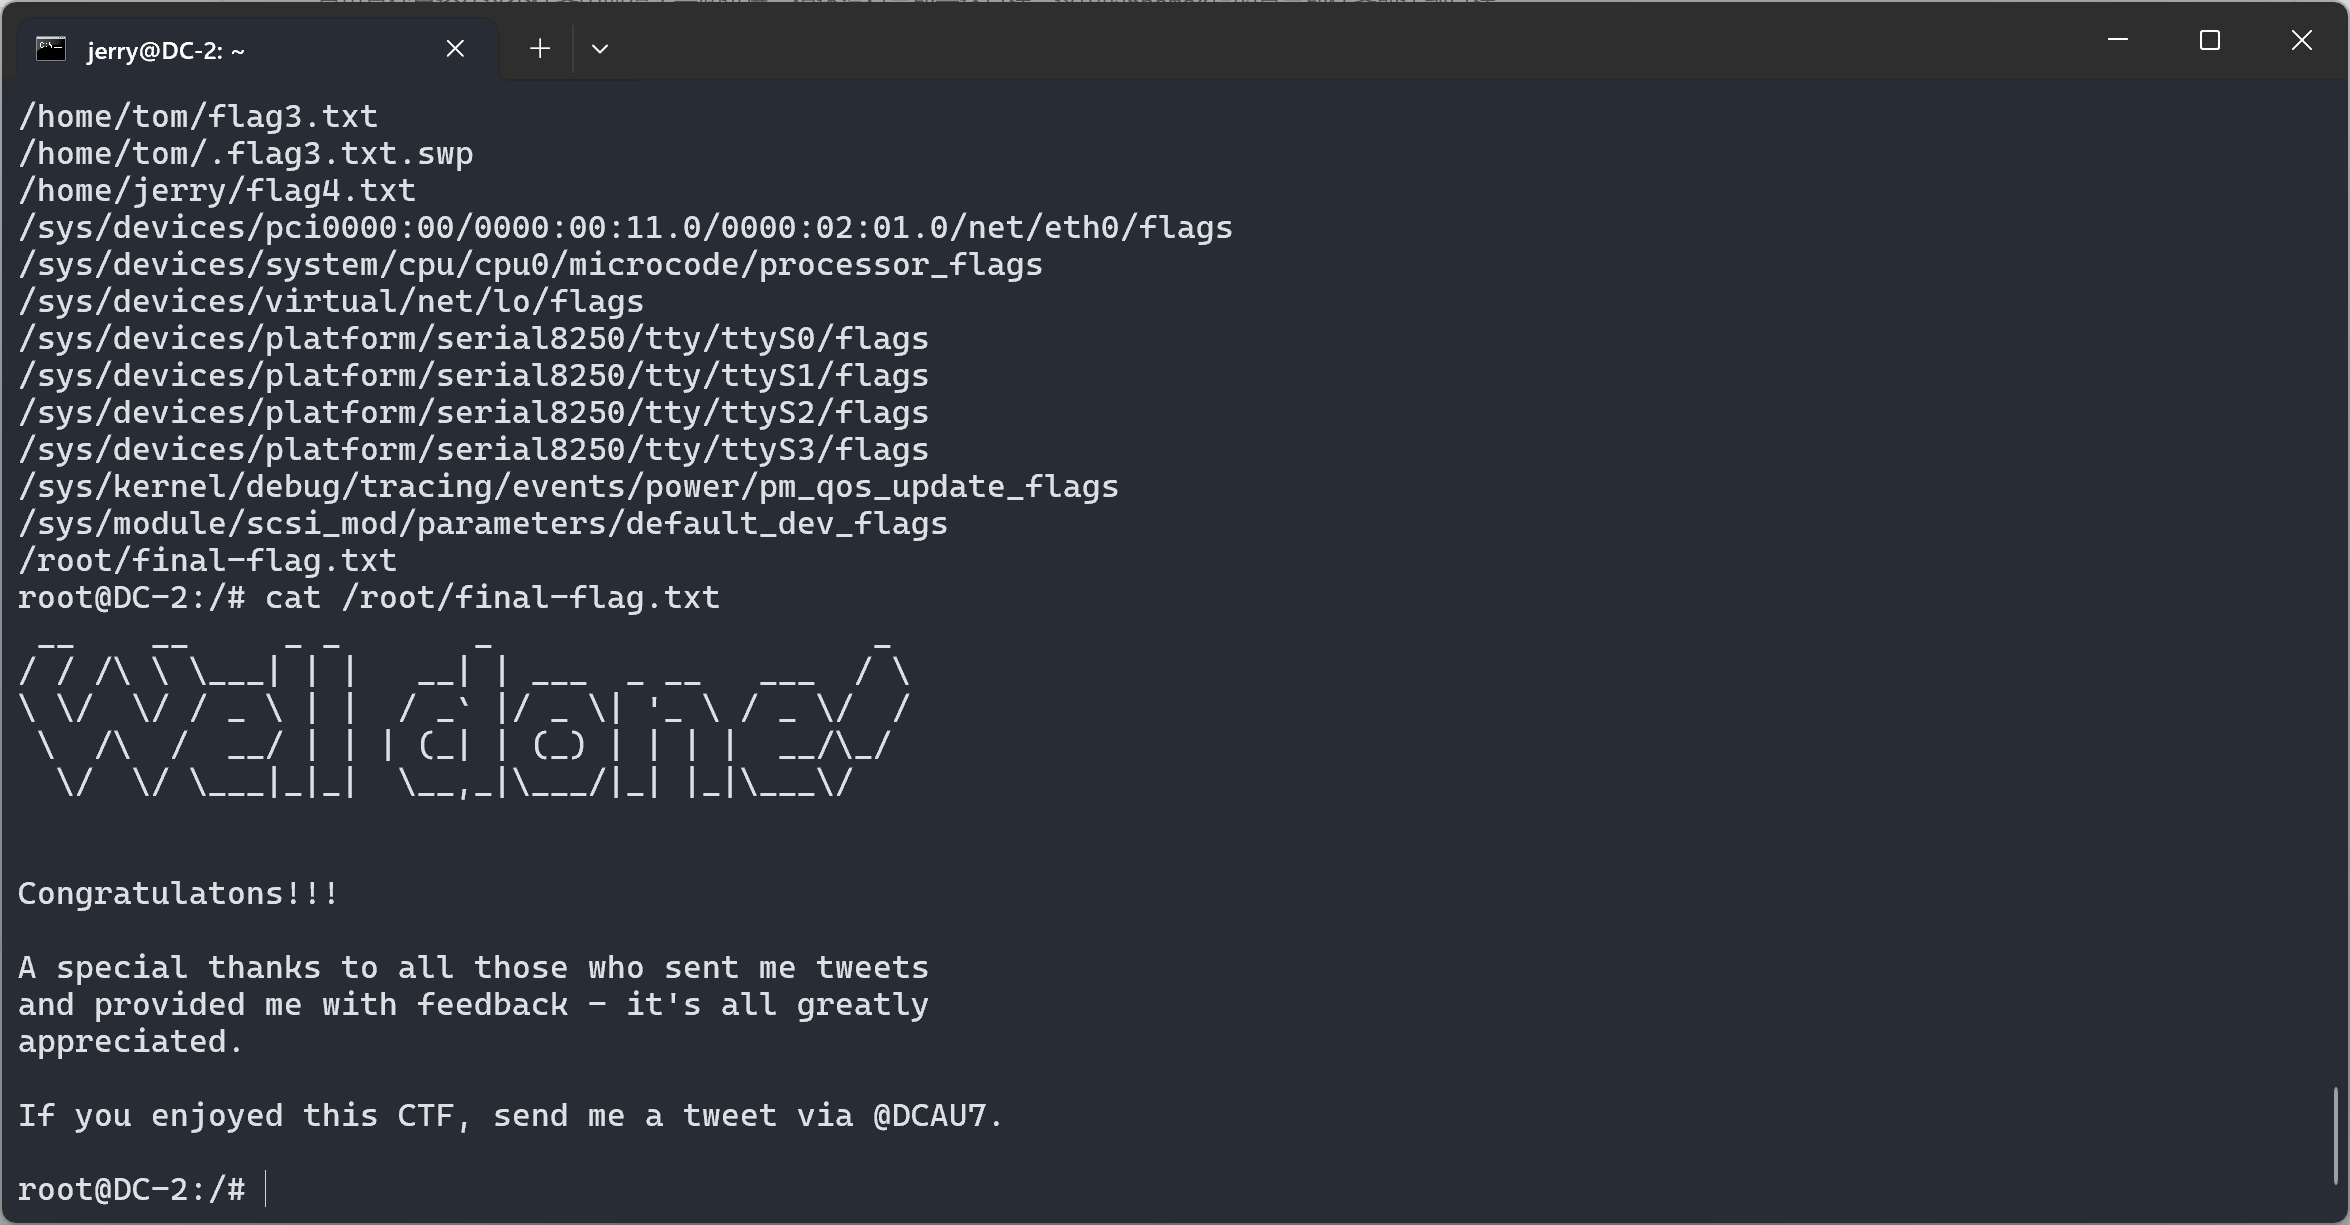 jerry@DC-2: ~
/home/tom/flag3.txt
/home/tom/.flag3.txt.swp
/home/jerry/flag4.txt
/sys/devices/pci0000:00/0000:00:11.0/0000:02:01.0/net/eth0/flags
/sys/devices/system/cpu/cpu0/microcode/processor_flags
/sys/devices/virtual/net/lo/flags
/sys/devices/platform/serial8250/tty/ttyS0/flags
/sys/devices/platform/serial8250/tty/ttyS1/flags
/sys/devices/platform/serial8250/tty/ttyS2/flags
/sys/devices/platform/serial8250/tty/ttyS3/flags
/sys/kernel/debug/tracing/events/power/pm_qos_update_flags
/sys/module/scsi_mod/parameters/default_dev_flags
/root/final-flag.txt
root@DC-2:/# cat /root/final-flag.txt
 __    __     _ _       _                    _
/ / /\ \ \___| | |   __| | ___  _ __   ___  / \
\ \/  \/ / _ \ | |  / _` |/ _ \| '_ \ / _ \/  /
 \  /\  /  __/ | | | (_| | (_) | | | |  __/\_/
  \/  \/ \___|_|_|  \__,_|\___/|_| |_|\___\/
Congratulatons!!!
A special thanks to all those who sent me tweets
and provided me with feedback - it's all greatly
appreciated.
If you enjoyed this CTF, send me a tweet via @DCAU7.
root@DC-2:/#